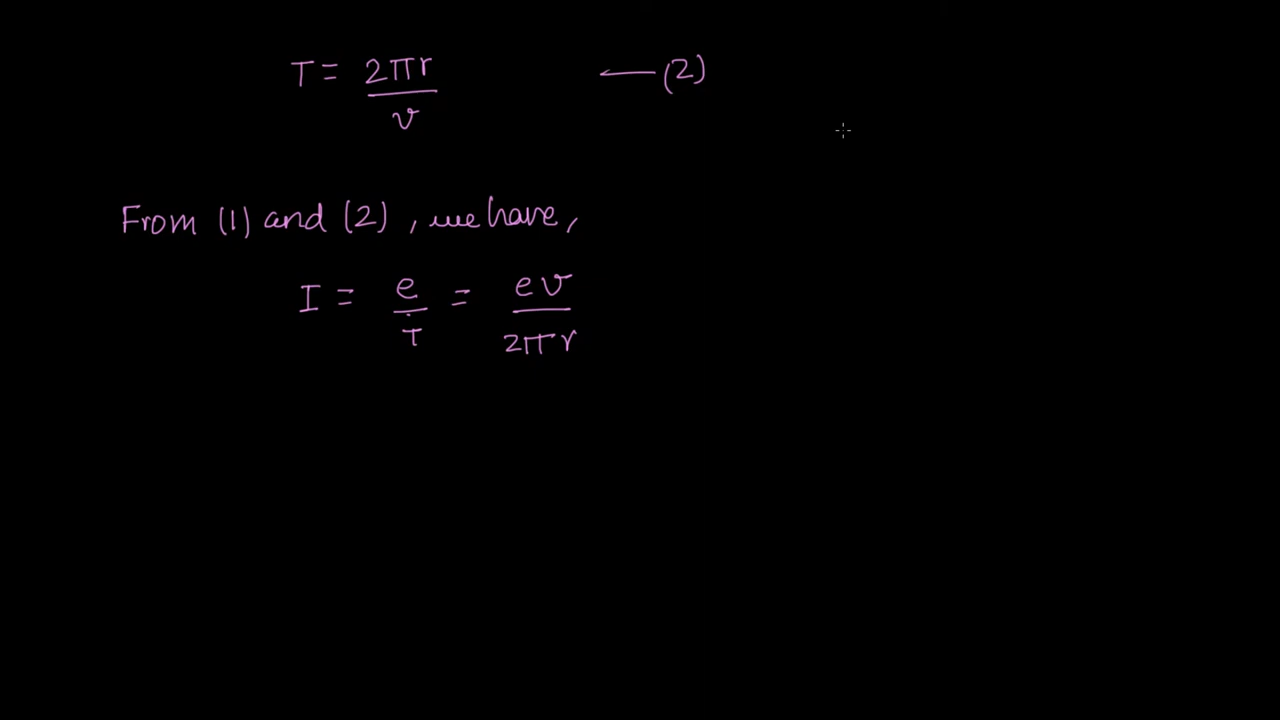 T = 2πr / v ← (2)
From (1) and (2), we have,
I = e / T = ev / 2πr